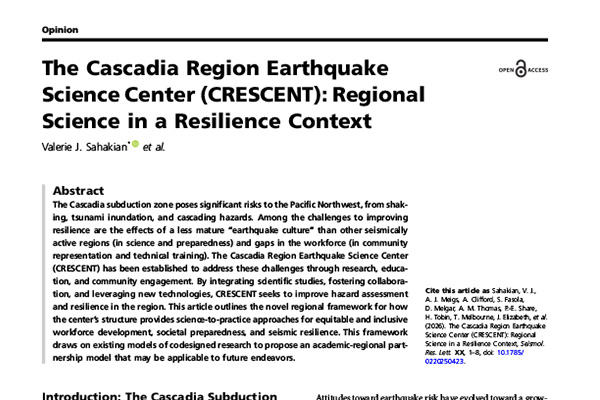 Opinion
The Cascadia Region Earthquake
Science Center (CRESCENT): Regional
Science in a Resilience Context
OPEN ACCESS
Valerie J. Sahakian* et al.
Abstract
The Cascadia subduction zone poses significant risks to the Pacific Northwest, from shak-
ing, tsunami inundation, and cascading hazards. Among the challenges to improving
resilience are the effects of a less mature “earthquake culture” than other seismically
active regions (in science and preparedness) and gaps in the workforce (in community
representation and technical training). The Cascadia Region Earthquake Science Center
(CRESCENT) has been established to address these challenges through research, educa-
tion, and community engagement. By integrating scientific studies, fostering collabora-
tion, and leveraging new technologies, CRESCENT seeks to improve hazard assessment
and resilience in the region. This article outlines the novel regional framework for how
the center’s structure provides science-to-practice approaches for equitable and inclusive
workforce development, societal preparedness, and seismic resilience. This framework
draws on existing models of codesigned research to propose an academic-regional part-
nership model that may be applicable to future endeavors.
Cite this article as Sahakian, V. J.,
A. J. Meigs, A. Clifford, S. Fasola,
D. Melgar, A. M. Thomas, P.-E. Share,
H. Tobin, T. Melbourne, J. Elizabeth, et al.
(2026). The Cascadia Region Earthquake
Science Center (CRESCENT): Regional
Science in a Resilience Context, Seismol.
Res. Lett. XX, 1–8, doi: 10.1785/
0220250423.
Introduction: The Cascadia Subduction
Attitudes toward earthquake risk have evolved toward a grow-